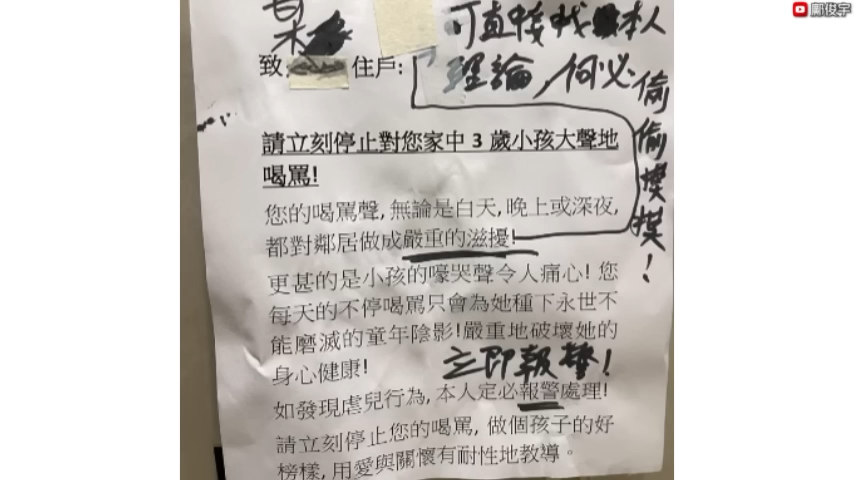 鄺俊宇
某
可直接找本人
理論,何必
偷偷摸摸!
致 住戶:
請立刻停止對您家中 3 歲小孩大聲地
喝罵!
您的喝罵聲, 無論是白天, 晚上或深夜,
都對鄰居做成嚴重的滋擾!
更甚的是小孩的嚎哭聲令人痛心! 您
每天的不停喝罵只會為她種下永世不
能磨滅的童年陰影!嚴重地破壞她的
身心健康!
立即報警!
如發現虐兒行為, 本人定必報警處理!
請立刻停止您的喝罵, 做個孩子的好
榜樣, 用愛與關懷有耐性地教導。